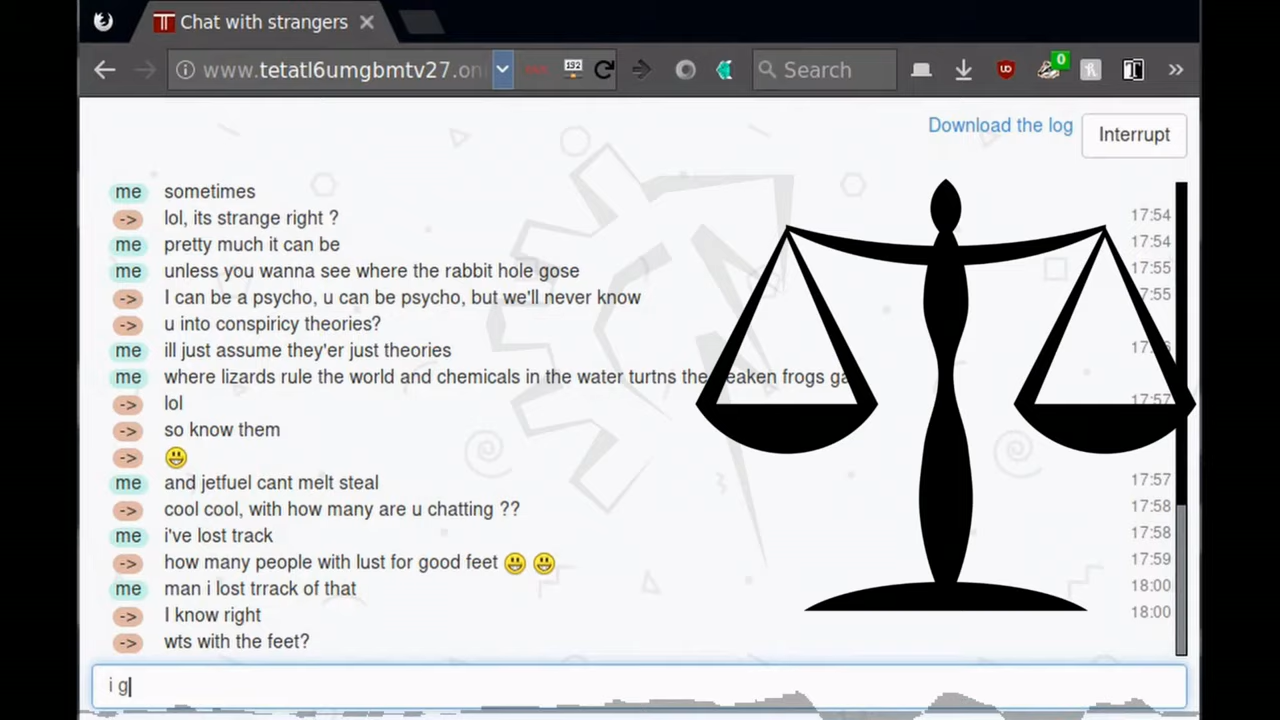 Chat with strangers
www.tetatl6umgbmtv27.on
192
Search
0
Download the log
Interrupt
me sometimes
-> lol, its strange right ? 17:54
me pretty much it can be 17:54
me unless you wanna see where the rabbit hole gose 17:55
-> I can be a psycho, u can be psycho, but we'll never know 17:55
-> u into conspiricy theories?
me ill just assume they'er just theories
me where lizards rule the world and chemicals in the water turtns the
-> lol 17:57
-> so know them
-> 😀
me and jetfuel cant melt steal 17:57
-> cool cool, with how many are u chatting ?? 17:58
me i've lost track 17:58
-> how many people with lust for good feet 😀 😀 17:59
me man i lost trrack of that 18:00
-> I know right 18:00
-> wts with the feet?
i g